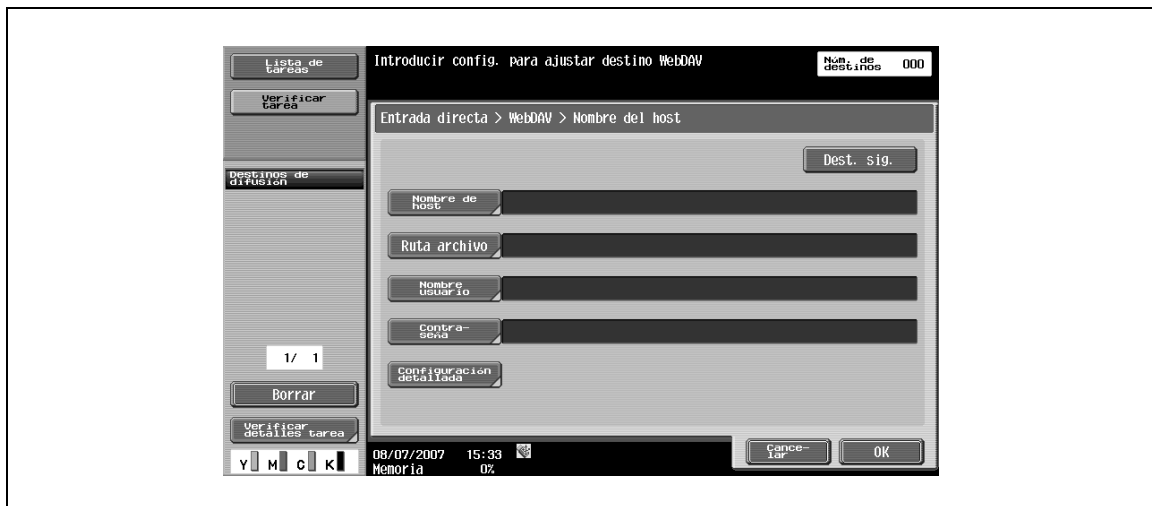 Lista de
tareas
Introducir config. para ajustar destino WebDAV
Núm. de
destinos
000
Verificar
tarea
Entrada directa > WebDAV > Nombre del host
Dest. sig.
Destinos de
difusión
Nombre de
host
Ruta archivo
Nombre
usuario
Contra-
seña
1/ 1
Configuración
detallada
Borrar
Verificar
detalles tarea
Cance-
lar
OK
Y M C K
08/07/2007 15:33
Memoria 0%